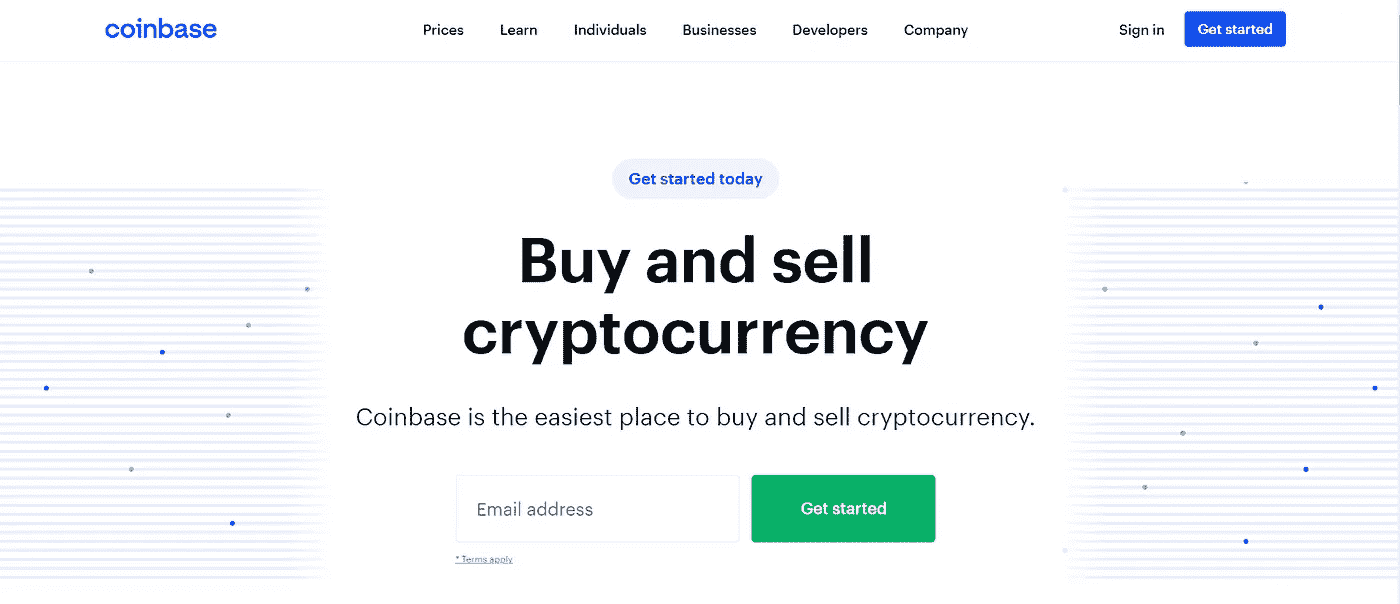 coinbase
Prices Learn Individuals Businesses Developers Company
Sign in Get started
Get started today
Buy and sell
cryptocurrency
Coinbase is the easiest place to buy and sell cryptocurrency.
Email address Get started
* Terms apply